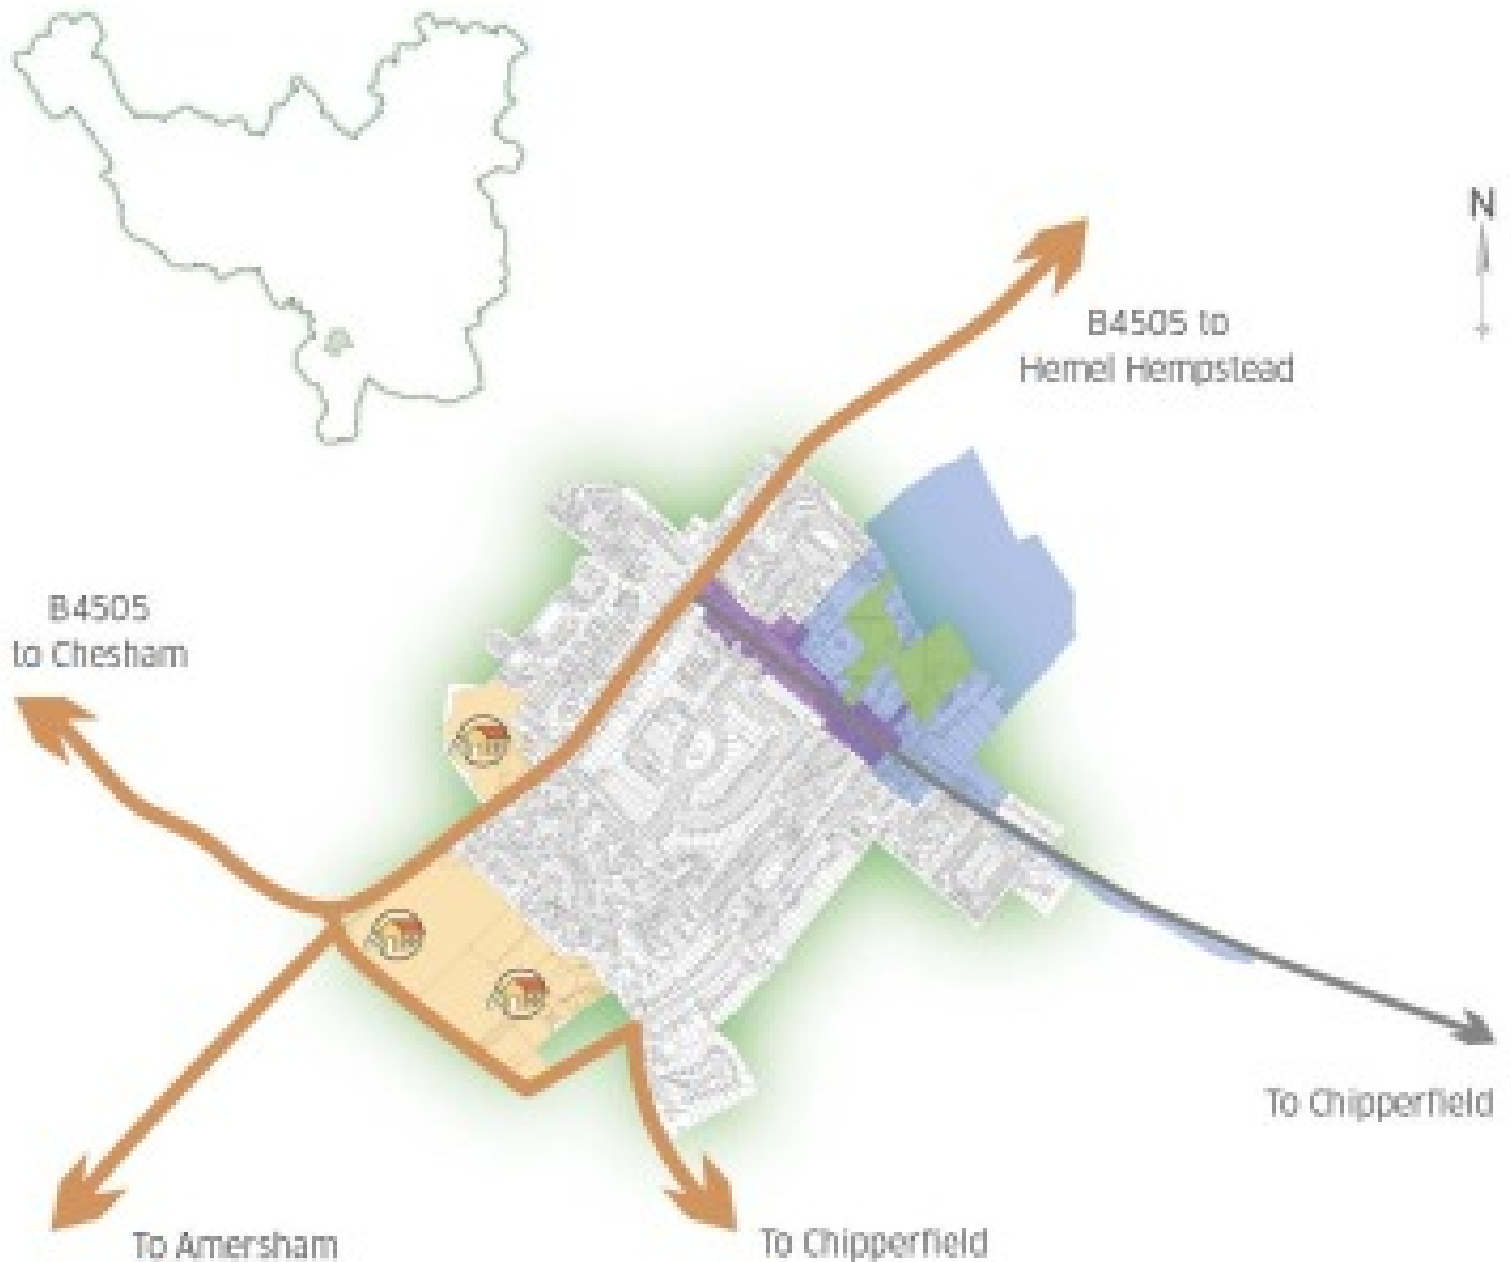 N
B4505 to
Hemel Hempstead
B4505
to Chesham
To Chipperfield
To Amersham
To Chipperfield